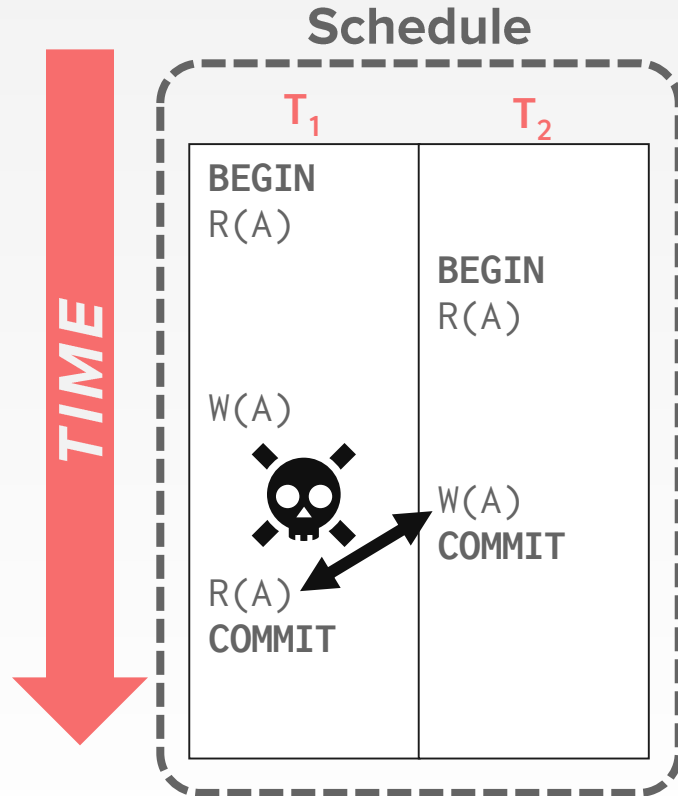 Schedule
TIME
T₁
T₂
BEGIN
R(A)
BEGIN
R(A)
W(A)
W(A)
COMMIT
R(A)
COMMIT